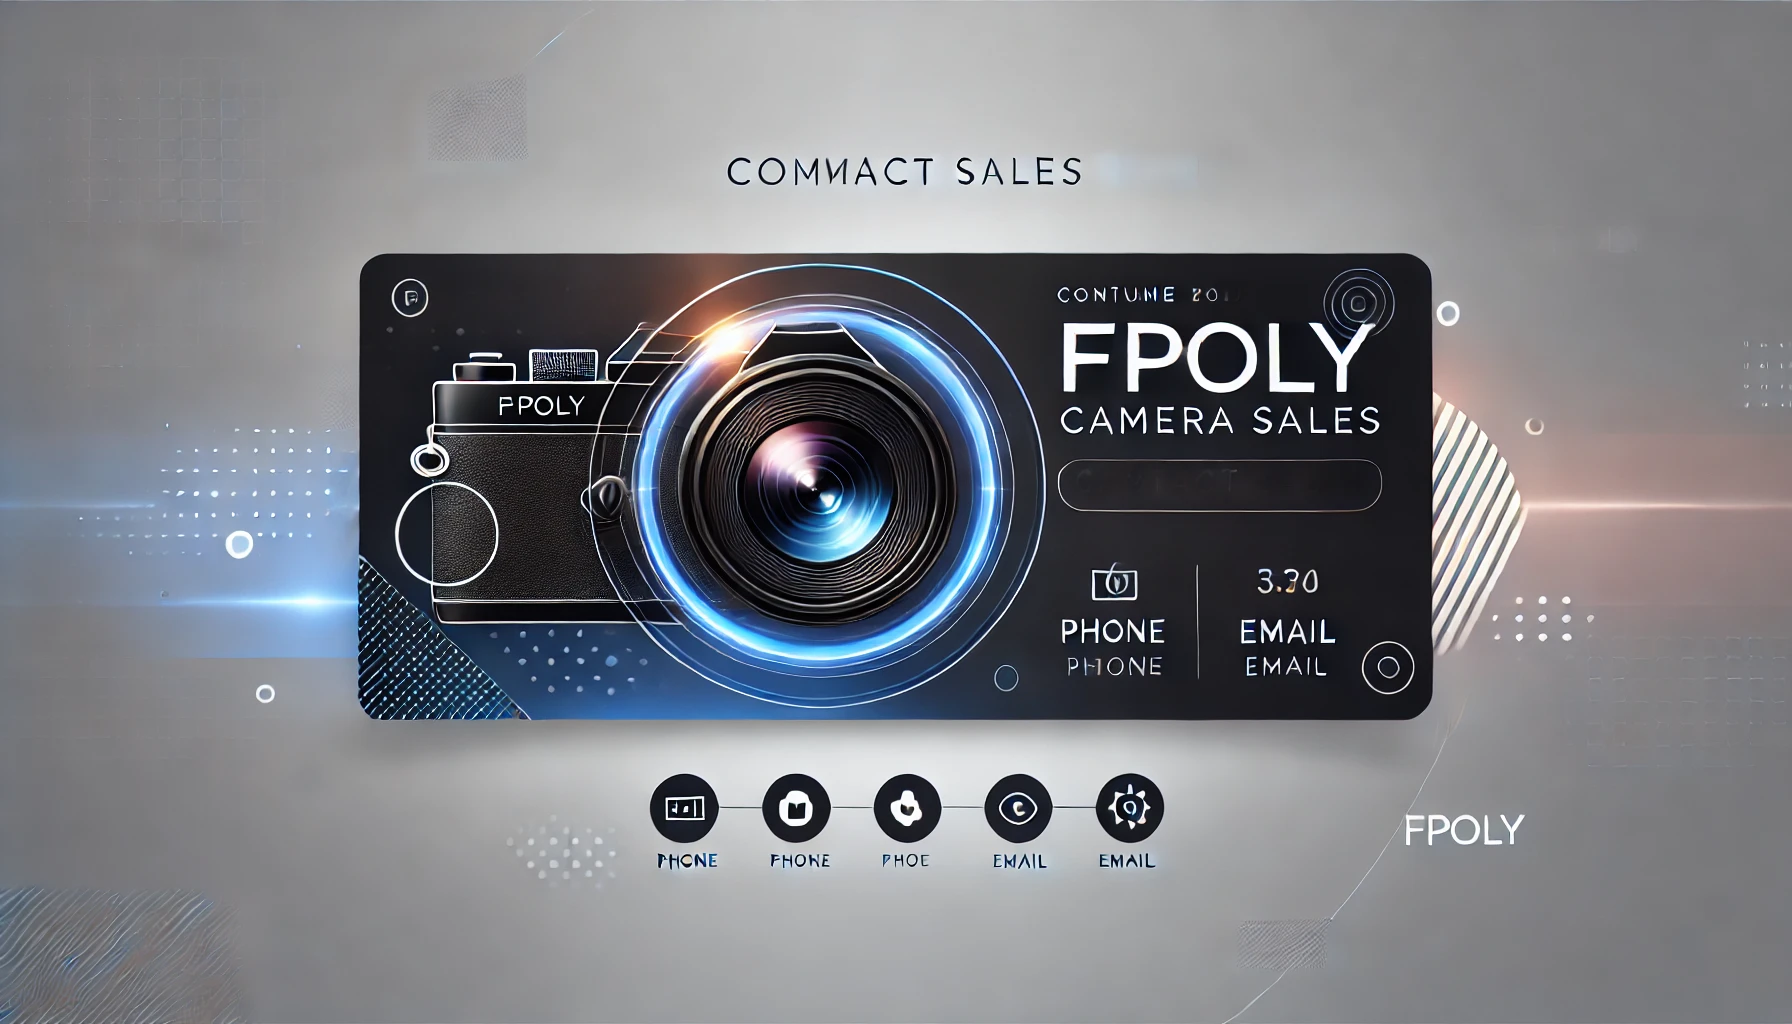 COMMACT SALES
CONTUME
FPOLY
FPOLY
CAMERA SALES
3.30
PHONE
EMAIL
PHONE
EMAIL
PHONE
PHONE
PHOE
EMAIL
EMAIL
FPOLY